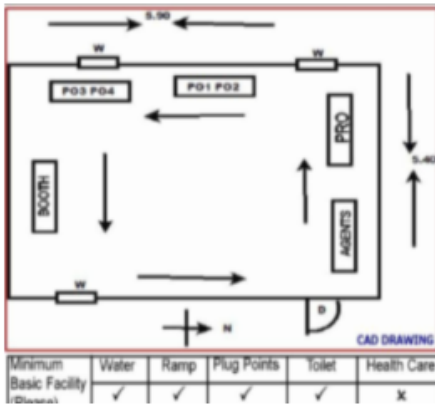 5.90
W
W
PO3 PO4
PO1 PO2
PRO
5.40
BOOTH
AGENTS
W
D
N
CAD DRAWING
Minimum Basic Facility (Please)
Water
Ramp
Plug Points
Toilet
Health Care
✓ ✓ ✓ ✓ x